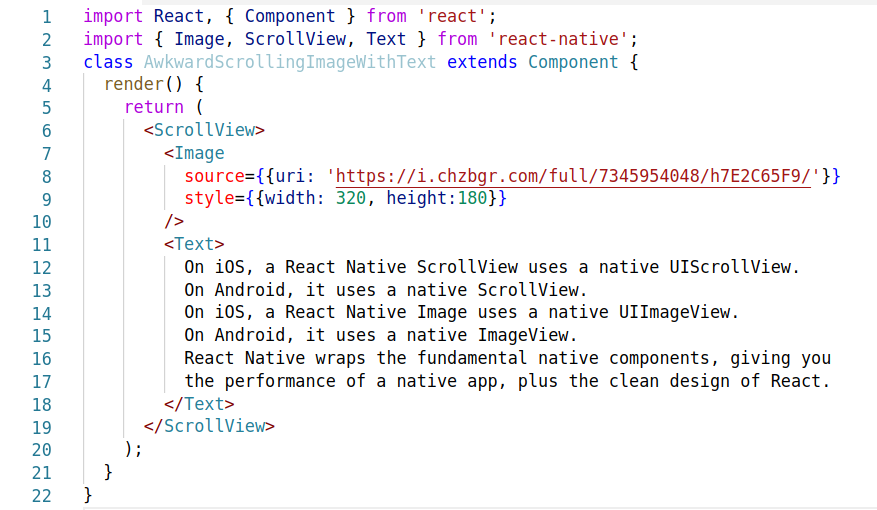 1 import React, { Component } from 'react';
2 import { Image, ScrollView, Text } from 'react-native';
3 class AwkwardScrollingImageWithText extends Component {
4   render() {
5     return (
6       <ScrollView>
7         <Image
8           source={{uri: 'https://i.chzbgr.com/full/7345954048/h7E2C65F9/'}}
9           style={{width: 320, height:180}}
10         />
11         <Text>
12           On iOS, a React Native ScrollView uses a native UIScrollView.
13           On Android, it uses a native ScrollView.
14           On iOS, a React Native Image uses a native UIImageView.
15           On Android, it uses a native ImageView.
16           React Native wraps the fundamental native components, giving you
17           the performance of a native app, plus the clean design of React.
18         </Text>
19       </ScrollView>
20     );
21   }
22 }